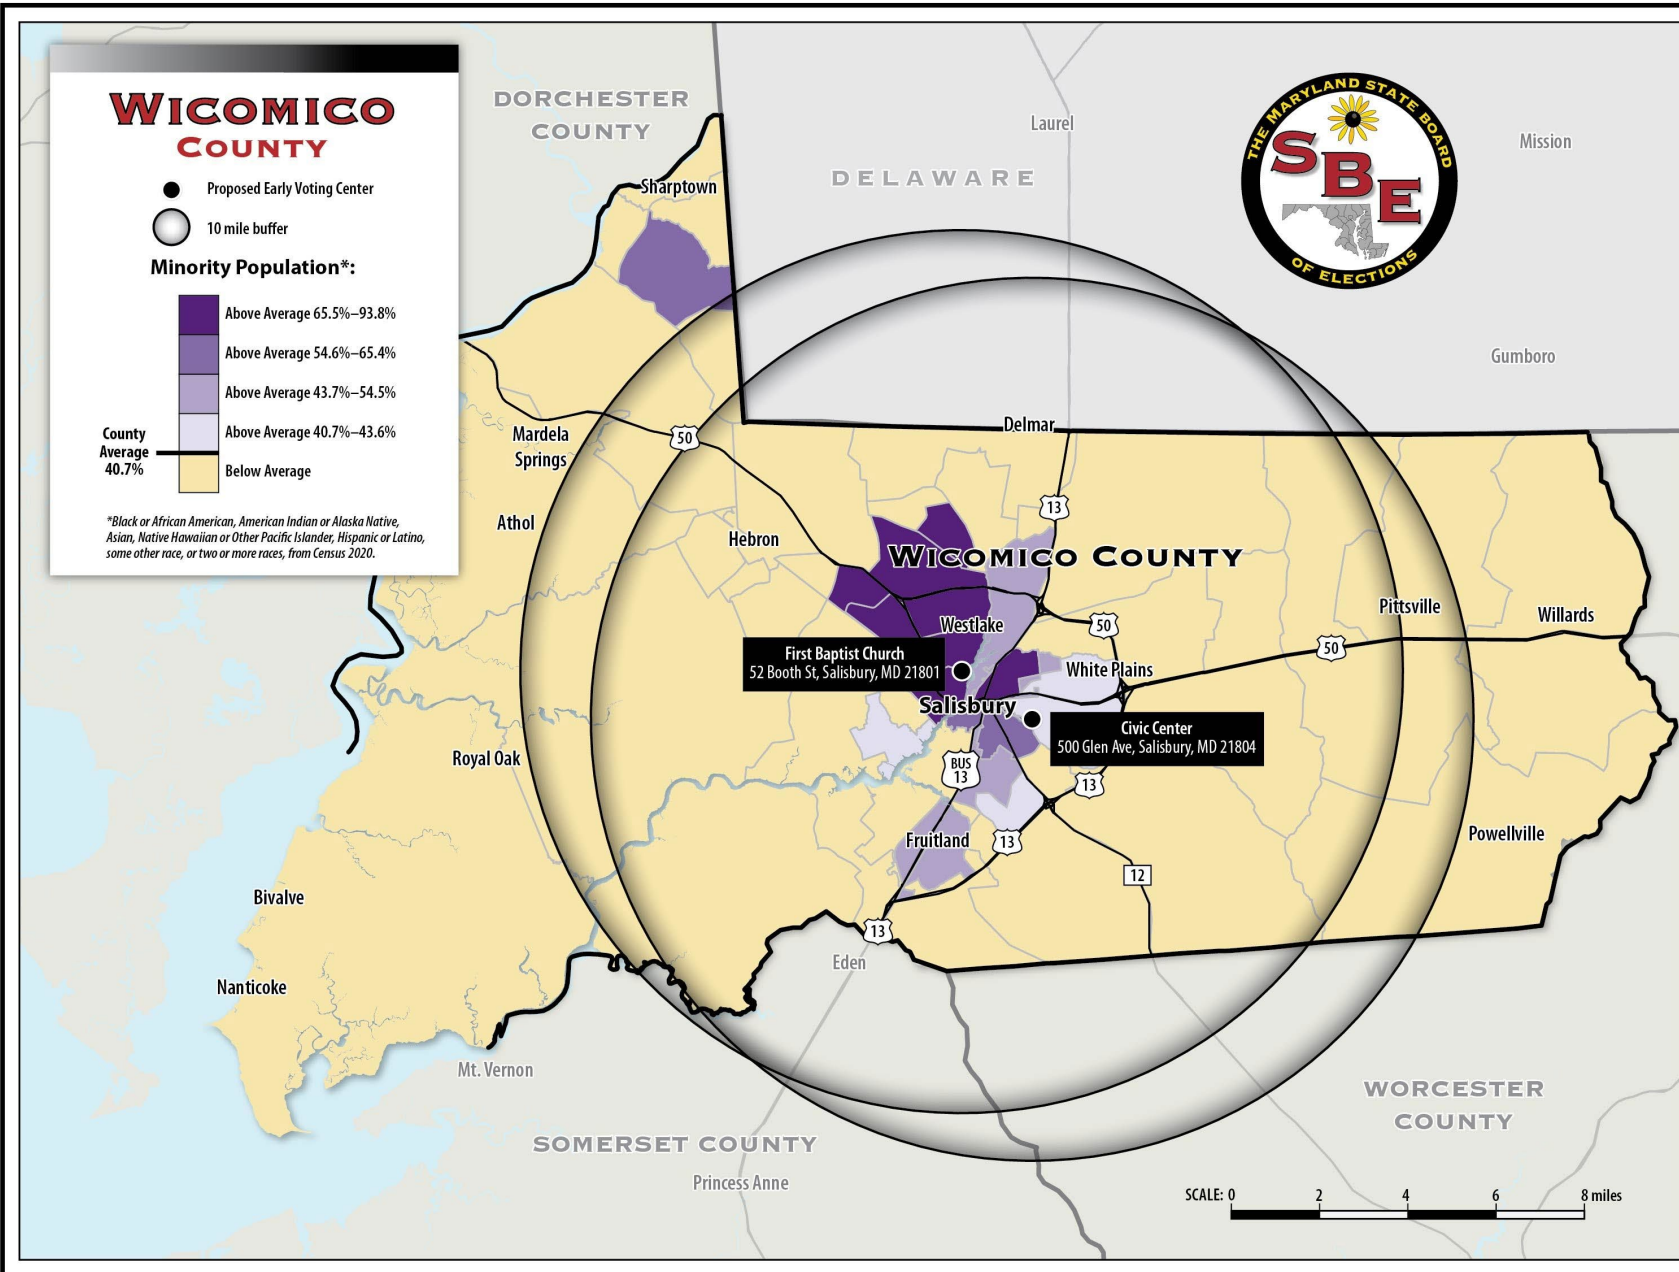 WICOMICO
COUNTY
Proposed Early Voting Center
10 mile buffer
Minority Population*:
Above Average 65.5%–93.8%
Above Average 54.6%–65.4%
Above Average 43.7%–54.5%
Above Average 40.7%–43.6%
County
Average
40.7%
Below Average
*Black or African American, American Indian or Alaska Native,
Asian, Native Hawaiian or Other Pacific Islander, Hispanic or Latino,
some other race, or two or more races, from Census 2020.
DORCHESTER
COUNTY
Laurel
DELAWARE
THE MARYLAND STATE BOARD
SBE
OF ELECTIONS
Mission
Sharptown
Gumboro
Delmar
Mardela
Springs
50
13
Athol
Hebron
WICOMICO COUNTY
Westlake
50
Pittsville
Willards
50
First Baptist Church
52 Booth St, Salisbury, MD 21801
White Plains
Salisbury
Civic Center
500 Glen Ave, Salisbury, MD 21804
Royal Oak
BUS
13
13
Fruitland
13
Powellville
12
Bivalve
13
Eden
Nanticoke
Mt. Vernon
WORCESTER
COUNTY
SOMERSET COUNTY
Princess Anne
SCALE: 0 2 4 6 8 miles